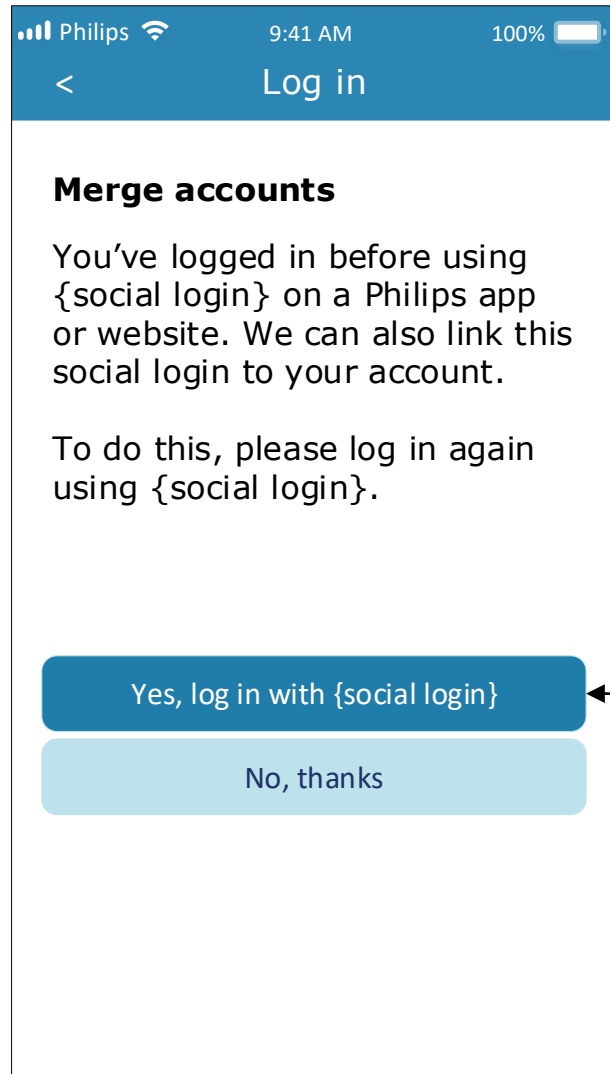 Philips 9:41 AM 100%
< Log in
Merge accounts
You’ve logged in before using
{social login} on a Philips app
or website. We can also link this
social login to your account.
To do this, please log in again
using {social login}.
Yes, log in with {social login}
No, thanks